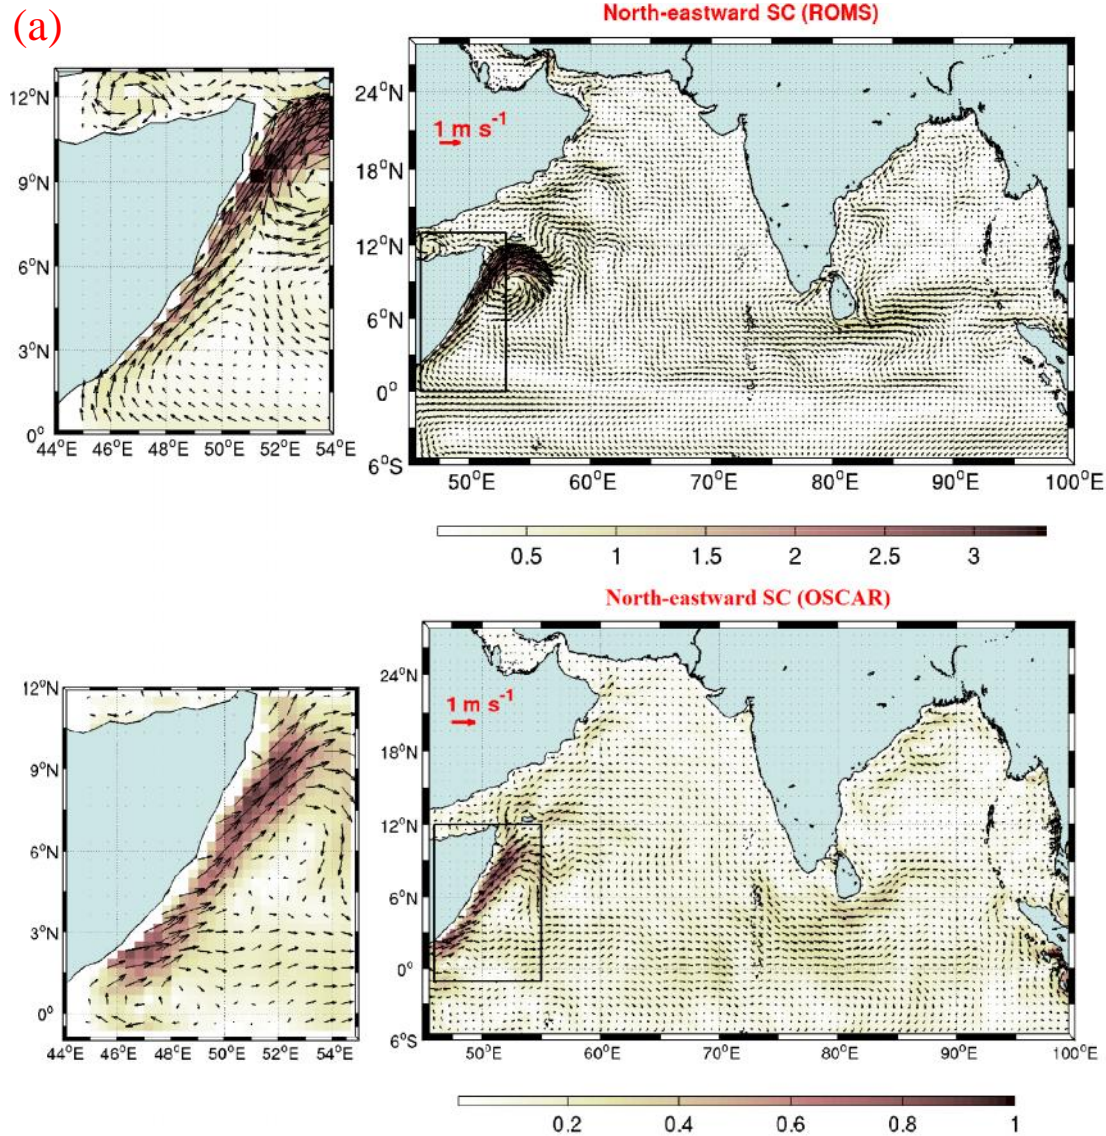 (a)
North-eastward SC (ROMS)
12°N
9°N
6°N
3°N
0°
44°E 46°E 48°E 50°E 52°E 54°E
24°N
18°N
12°N
6°N
0°
6°S
1 m s⁻¹
50°E 60°E 70°E 80°E 90°E 100°E
0.5 1 1.5 2 2.5 3
North-eastward SC (OSCAR)
12°N
9°N
6°N
3°N
0°
44°E 46°E 48°E 50°E 52°E 54°E
24°N
18°N
12°N
6°N
0°
6°S
1 m s⁻¹
50°E 60°E 70°E 80°E 90°E 100°E
0.2 0.4 0.6 0.8 1